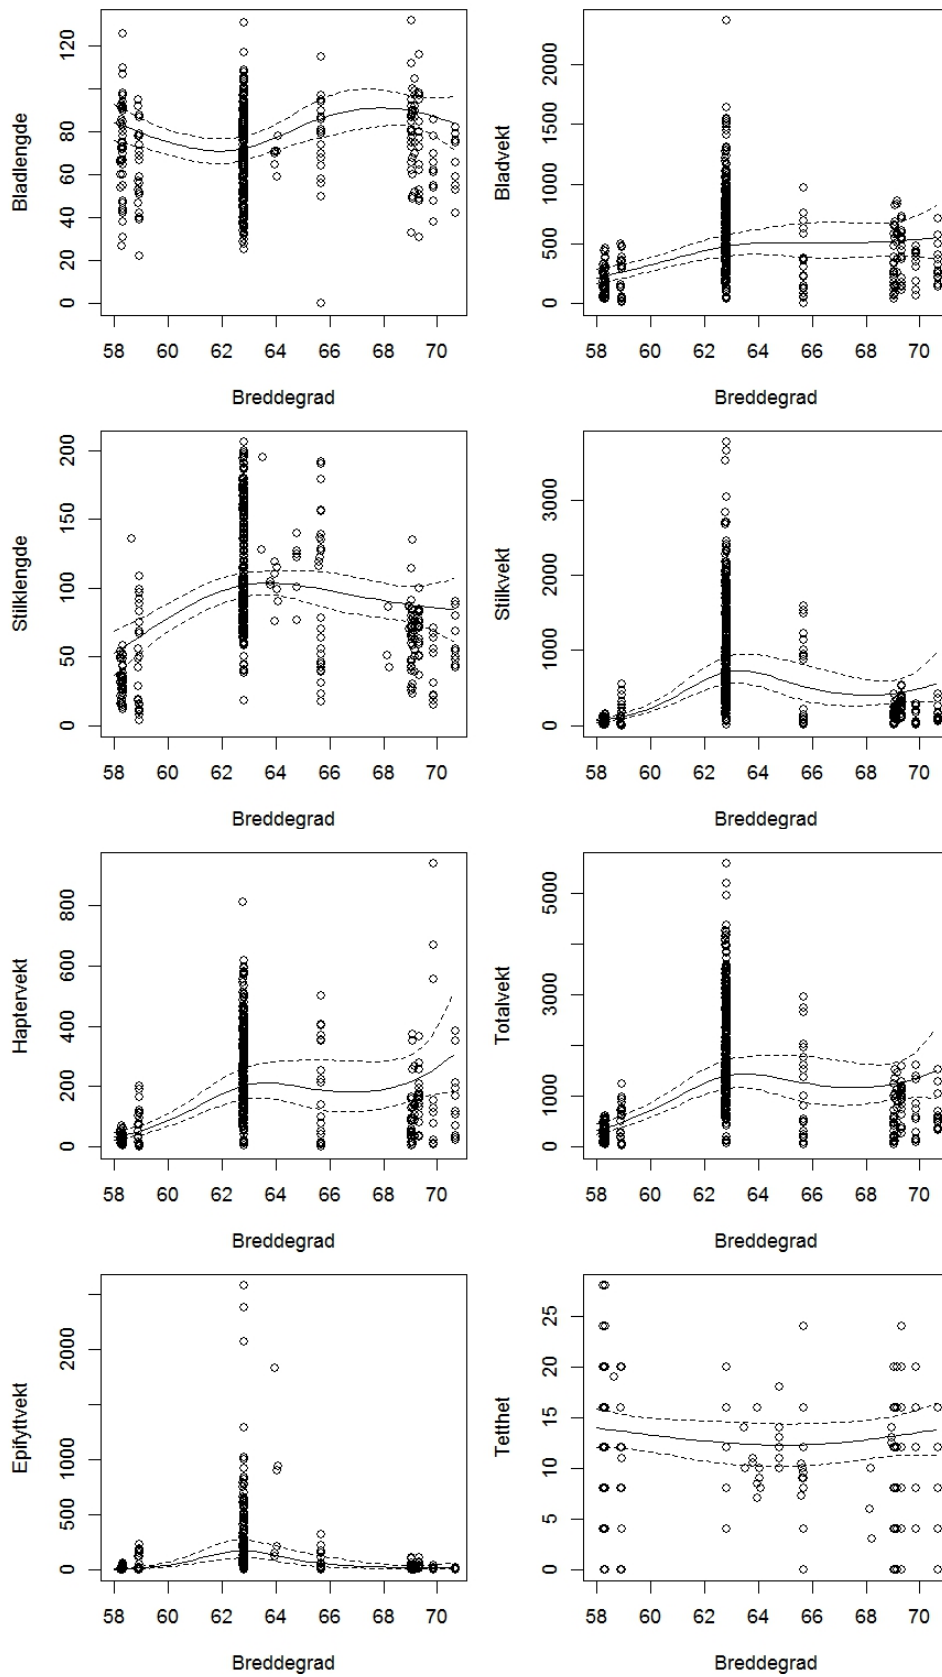 Bladlengde
0 20 40 60 80 120
58 60 62 64 66 68 70
Breddegrad
Bladvekt
0 500 1000 1500 2000
58 60 62 64 66 68 70
Breddegrad
Stilklengde
0 50 100 150 200
58 60 62 64 66 68 70
Breddegrad
Stilkvekt
0 1000 2000 3000
58 60 62 64 66 68 70
Breddegrad
Haptervekt
0 200 400 600 800
58 60 62 64 66 68 70
Breddegrad
Totalvekt
0 1000 3000 5000
58 60 62 64 66 68 70
Breddegrad
Epifyttvekt
0 500 1000 2000
58 60 62 64 66 68 70
Breddegrad
Tetthet
0 5 10 15 20 25
58 60 62 64 66 68 70
Breddegrad